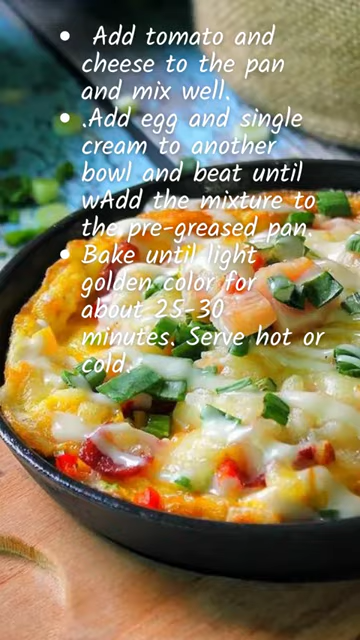 • Add tomato and
cheese to the pan
and mix well.
• .Add egg and single
cream to another
bowl and beat until
wAdd the mixture to
the pre-greased pan.
• Bake until light
golden color for
about 25-30
minutes. Serve hot or
cold.